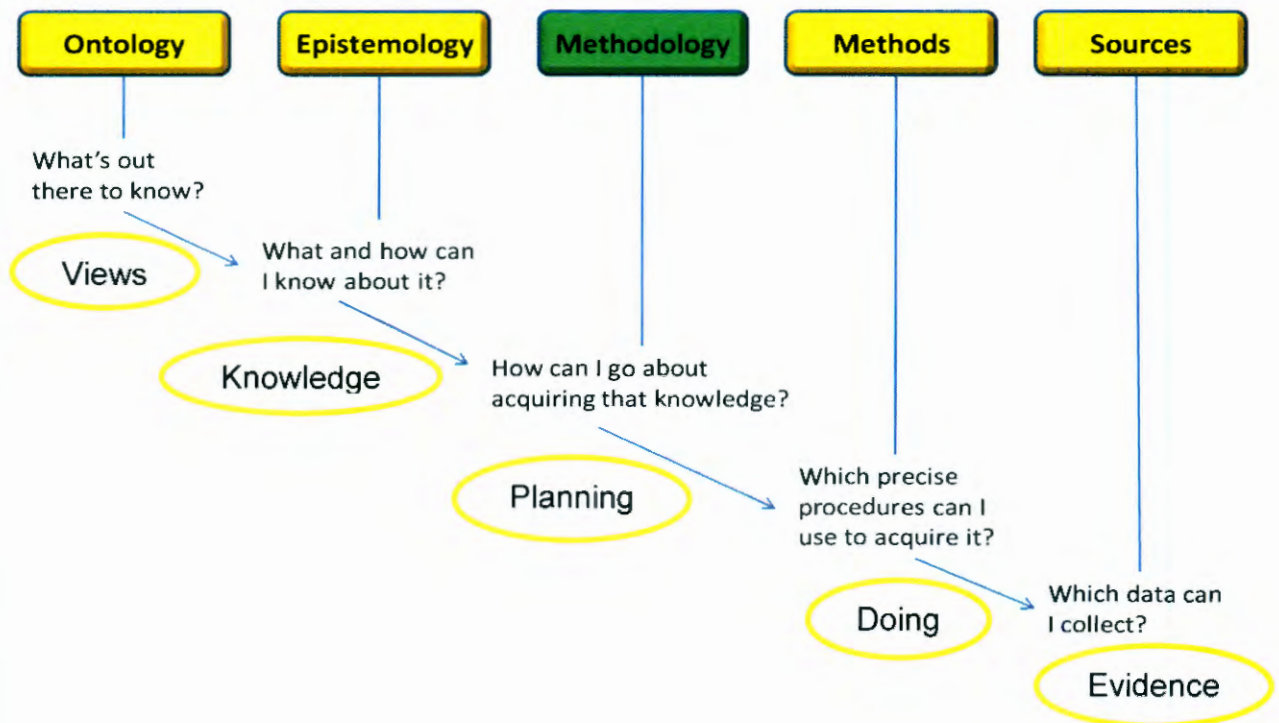 Ontology
Epistemology
Methodology
Methods
Sources
What's out
there to know?
Views
What and how can
I know about it?
Knowledge
How can I go about
acquiring that knowledge?
Planning
Which precise
procedures can I
use to acquire it?
Doing
Which data can
I collect?
Evidence